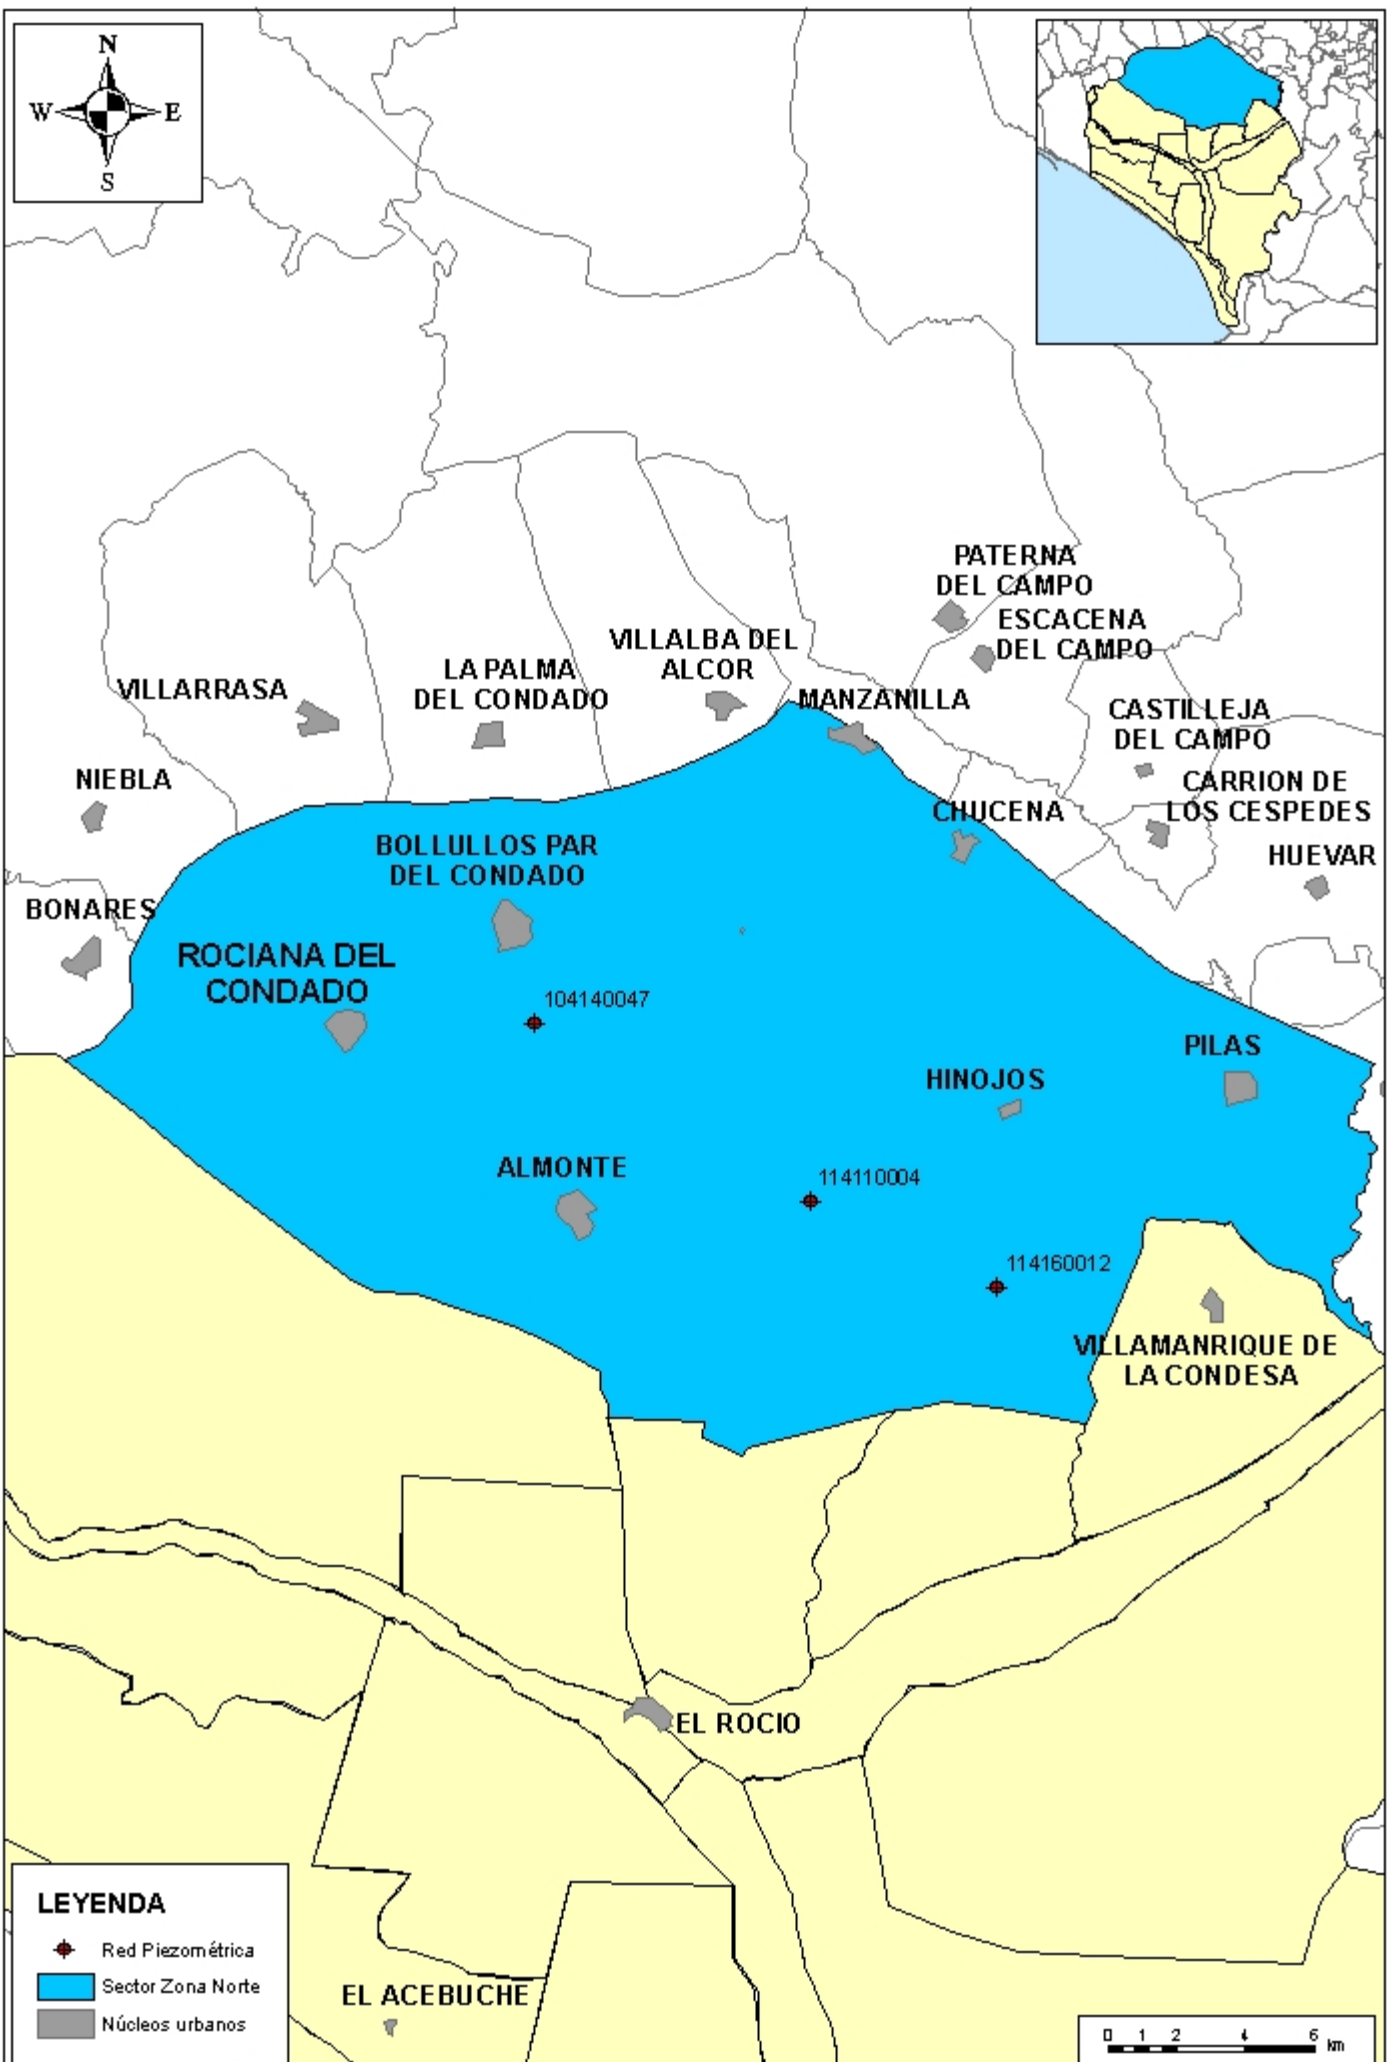 N
W E
S
PATERNA
DEL CAMPO
ESCACENA
DEL CAMPO
VILLALBA DEL
ALCOR
LA PALMA
DEL CONDADO
VILLARRASA
MANZANILLA
CASTILLEJA
DEL CAMPO
NIEBLA
CARRION DE
LOS CESPEDES
CHUCENA
BOLLULLOS PAR
DEL CONDADO
HUEVAR
BONARES
ROCIANA DEL
CONDADO
104140047
PILAS
HINOJOS
ALMONTE
114110004
114160012
VILLAMANRIQUE DE
LA CONDESA
EL ROCIO
LEYENDA
Red Piezométrica
Sector Zona Norte
Núcleos urbanos
EL ACEBUCHE
0 1 2 4 6
km